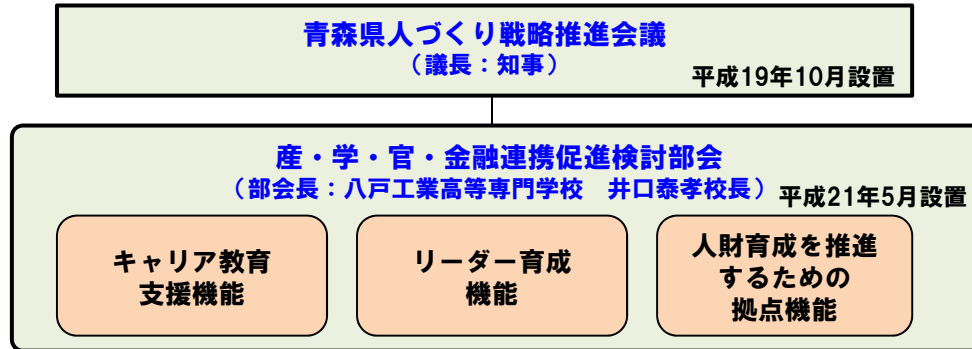 青森県人づくり戦略推進会議
（議長：知事）
平成19年10月設置
産・学・官・金融連携促進検討部会
（部会長：八戸工業高等専門学校　井口泰孝校長）
平成21年5月設置
キャリア教育
支援機能
リーダー育成
機能
人財育成を推進
するための
拠点機能